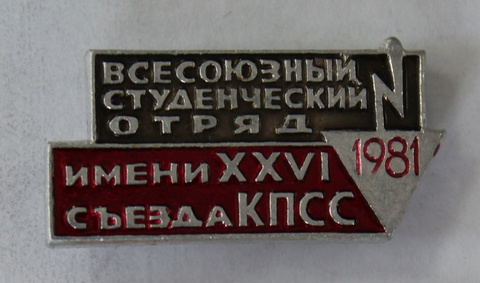 ВСЕСОЮЗНЫЙ
СТУДЕНЧЕСКИЙ
ОТРЯД
ИМЕНИ XXVI
СЪЕЗДА КПСС
1981